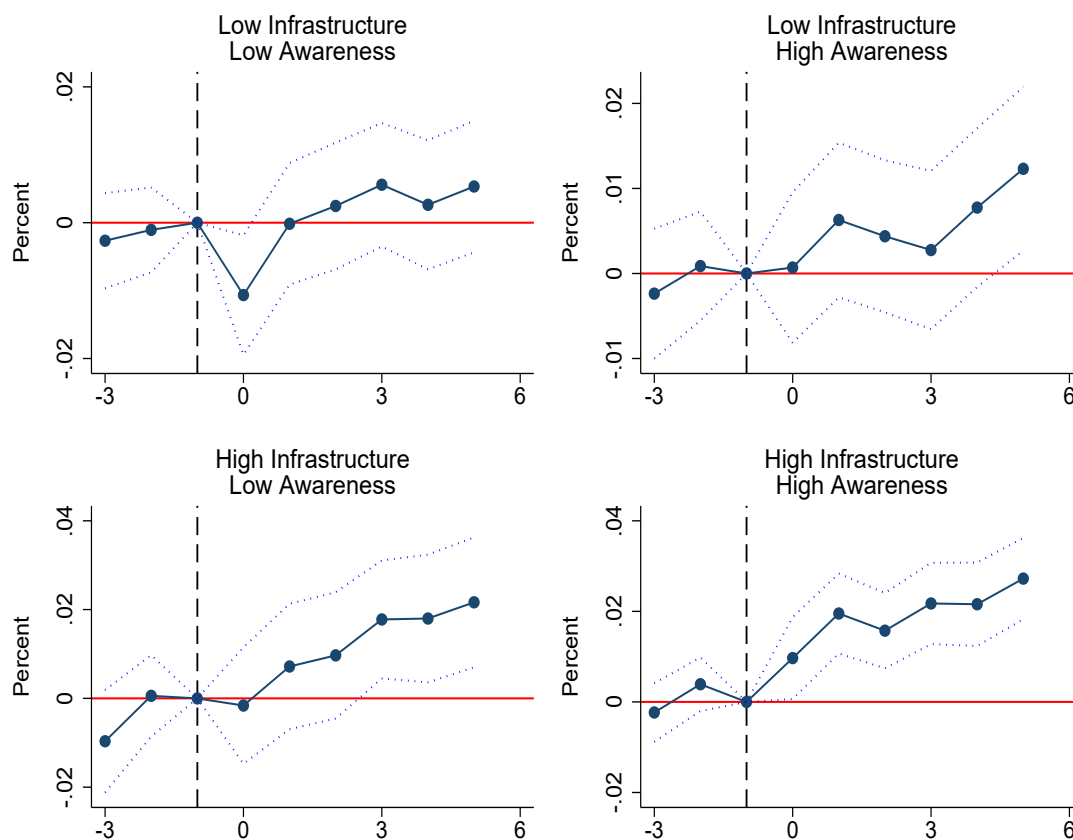 Low Infrastructure
Low Awareness
Percent
.02
0
-.02
-3
0
3
6
Low Infrastructure
High Awareness
Percent
.02
.01
0
-.01
-3
0
3
6
High Infrastructure
Low Awareness
Percent
.04
.02
0
-.02
-3
0
3
6
High Infrastructure
High Awareness
Percent
.04
.02
0
-.02
-3
0
3
6